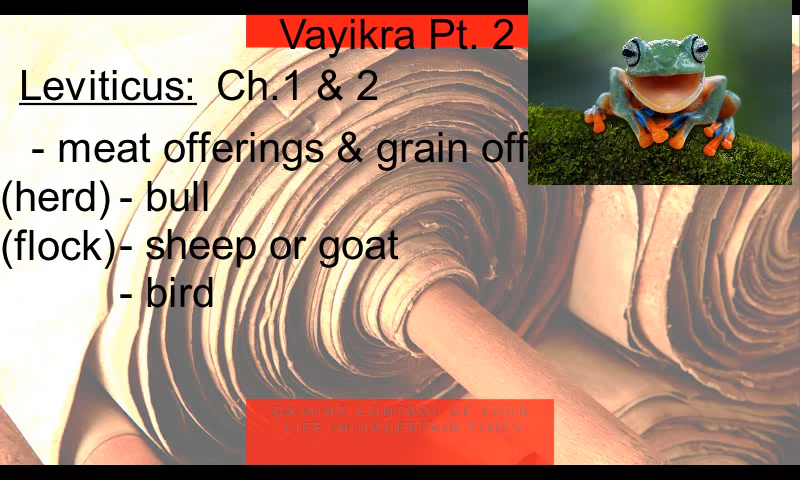 Vayikra Pt. 2
Leviticus: Ch.1 & 2
- meat offerings & grain off
(herd) - bull
(flock) - sheep or goat
- bird
GAINING CONTROL OF YOUR
LIFE IN UNCERTAIN TIMES